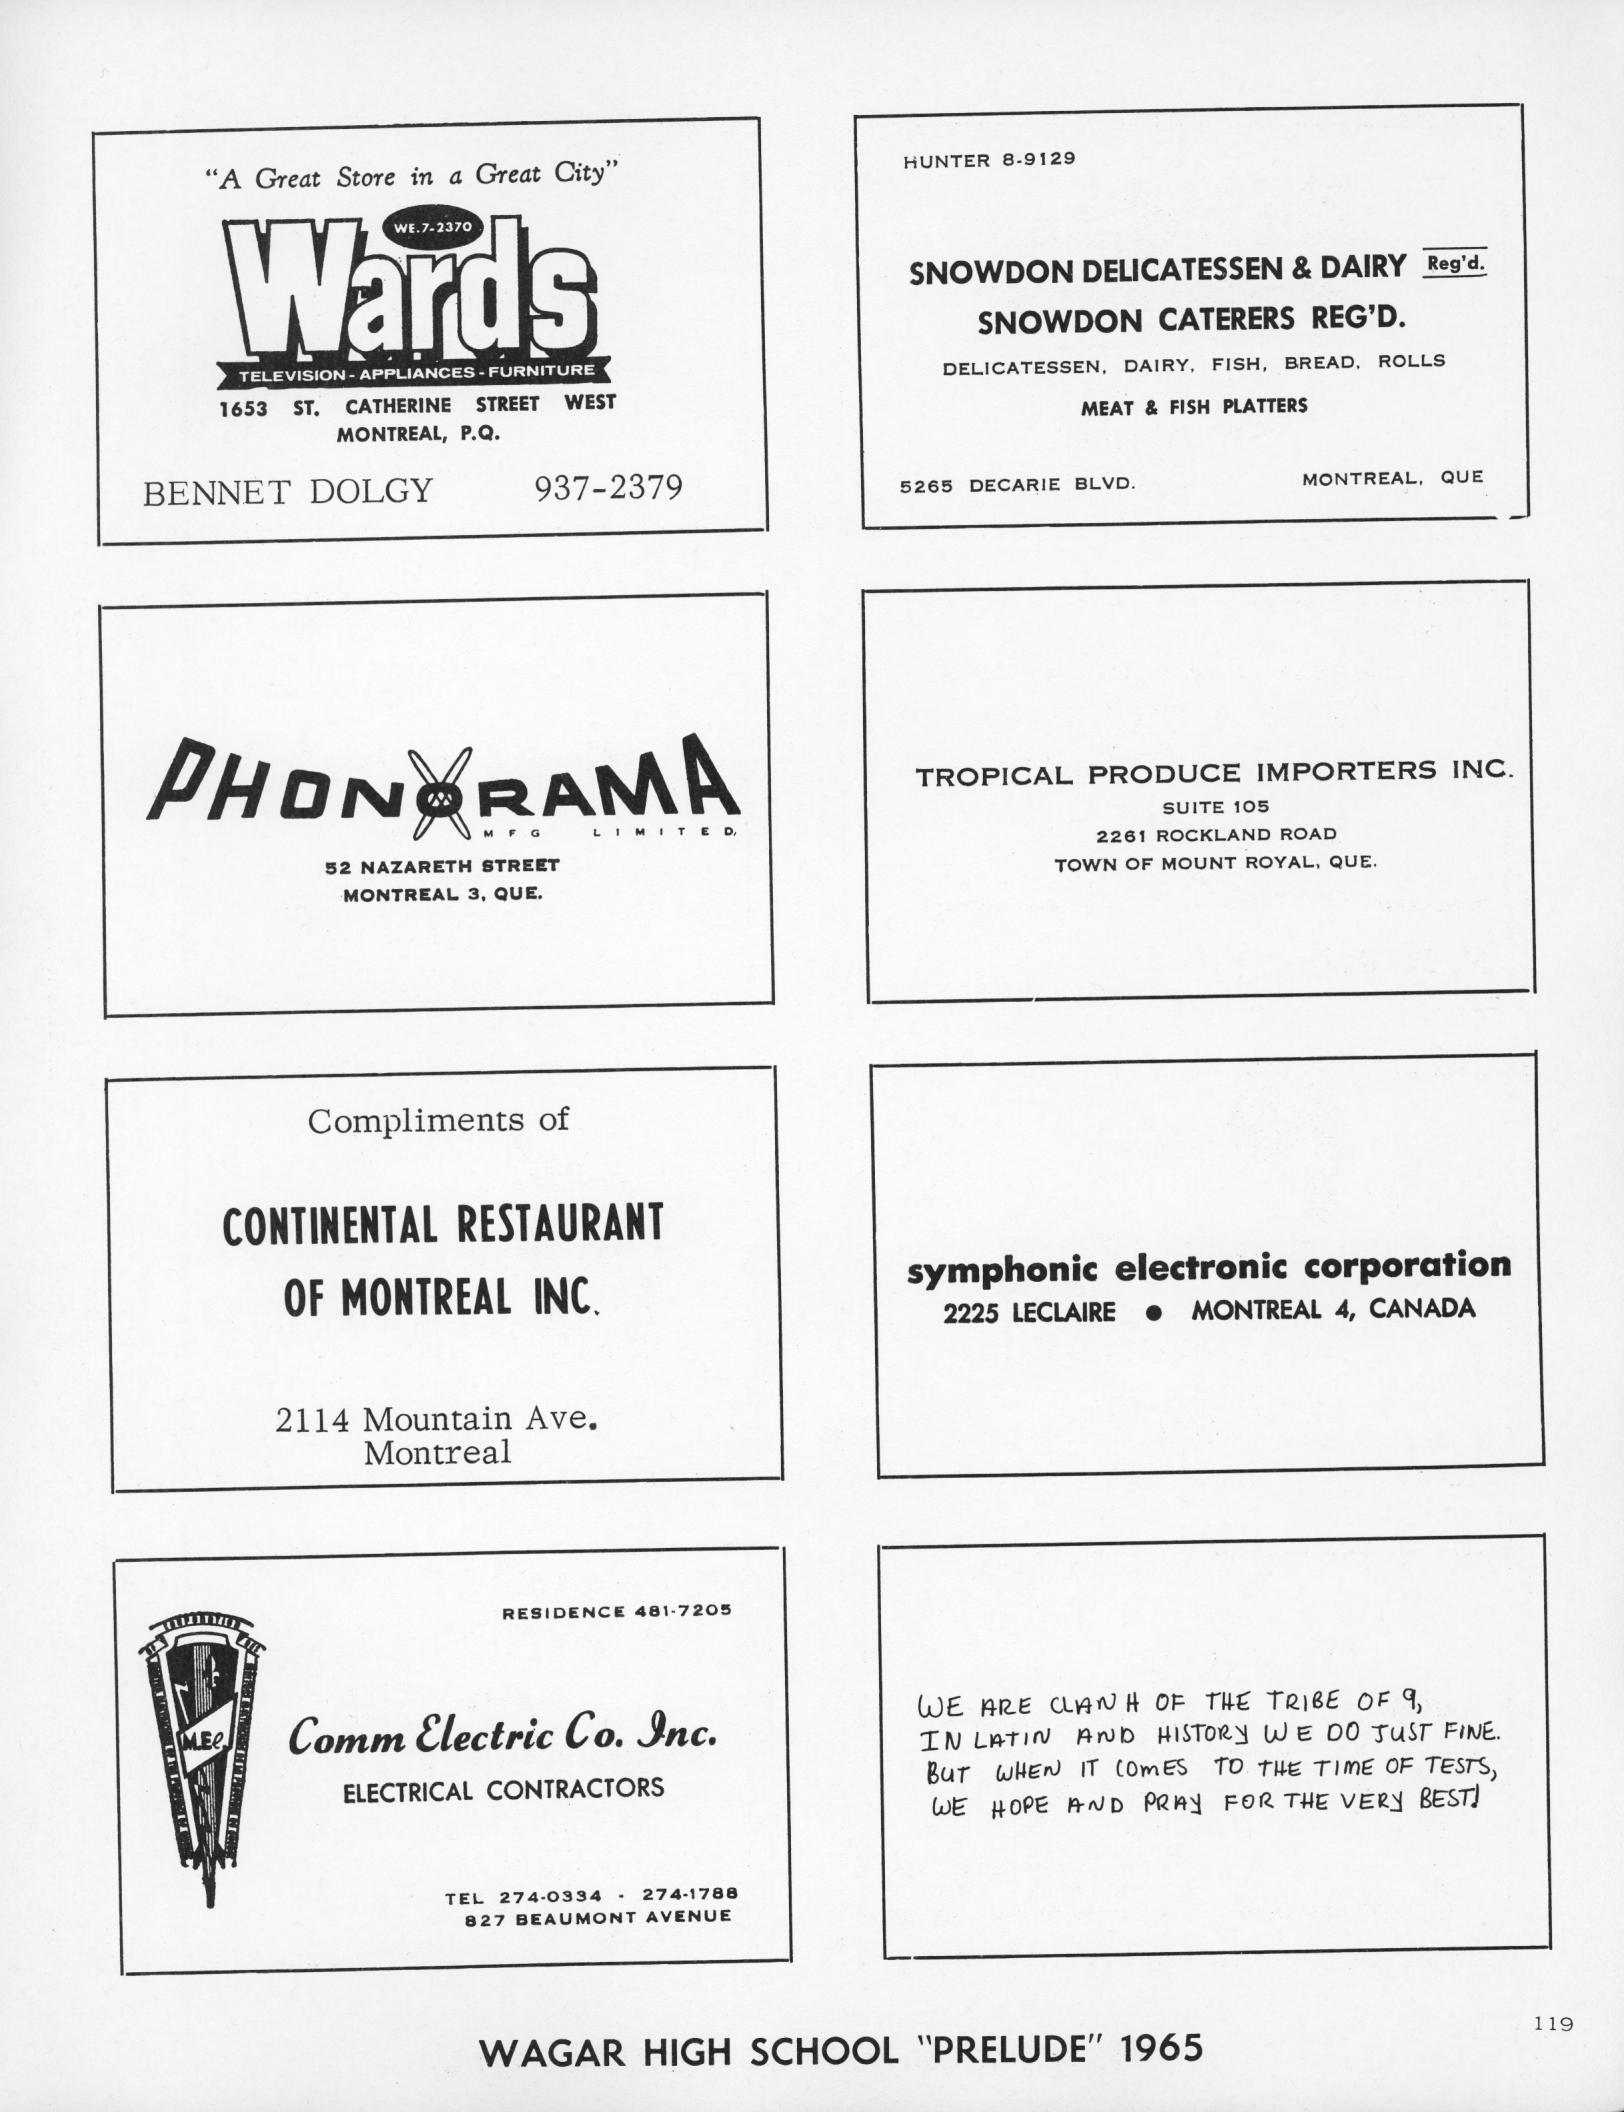 "A Great Store in a Great City"
WE.7-2370
Wards
TELEVISION - APPLIANCES - FURNITURE
1653 ST. CATHERINE STREET WEST
MONTREAL, P.Q.
BENNET DOLGY 937-2379
HUNTER 8-9129
SNOWDON DELICATESSEN & DAIRY Reg'd.
SNOWDON CATERERS REG'D.
DELICATESSEN, DAIRY, FISH, BREAD, ROLLS
MEAT & FISH PLATTERS
5265 DECARIE BLVD. MONTREAL, QUE
PHONORAMA
MFG LIMITED,
52 NAZARETH STREET
MONTREAL 3, QUE.
TROPICAL PRODUCE IMPORTERS INC.
SUITE 105
2261 ROCKLAND ROAD
TOWN OF MOUNT ROYAL, QUE.
Compliments of
CONTINENTAL RESTAURANT
OF MONTREAL INC.
2114 Mountain Ave.
Montreal
symphonic electronic corporation
2225 LECLAIRE ● MONTREAL 4, CANADA
RESIDENCE 481-7205
M.E.e.
Comm Electric Co. Inc.
ELECTRICAL CONTRACTORS
TEL 274-0334 - 274-1788
827 BEAUMONT AVENUE
WE ARE CLAN H OF THE TRIBE OF 9,
IN LATIN AND HISTORY WE DO JUST FINE.
BUT WHEN IT COMES TO THE TIME OF TESTS,
WE HOPE AND PRAY FOR THE VERY BEST!
119
WAGAR HIGH SCHOOL "PRELUDE" 1965